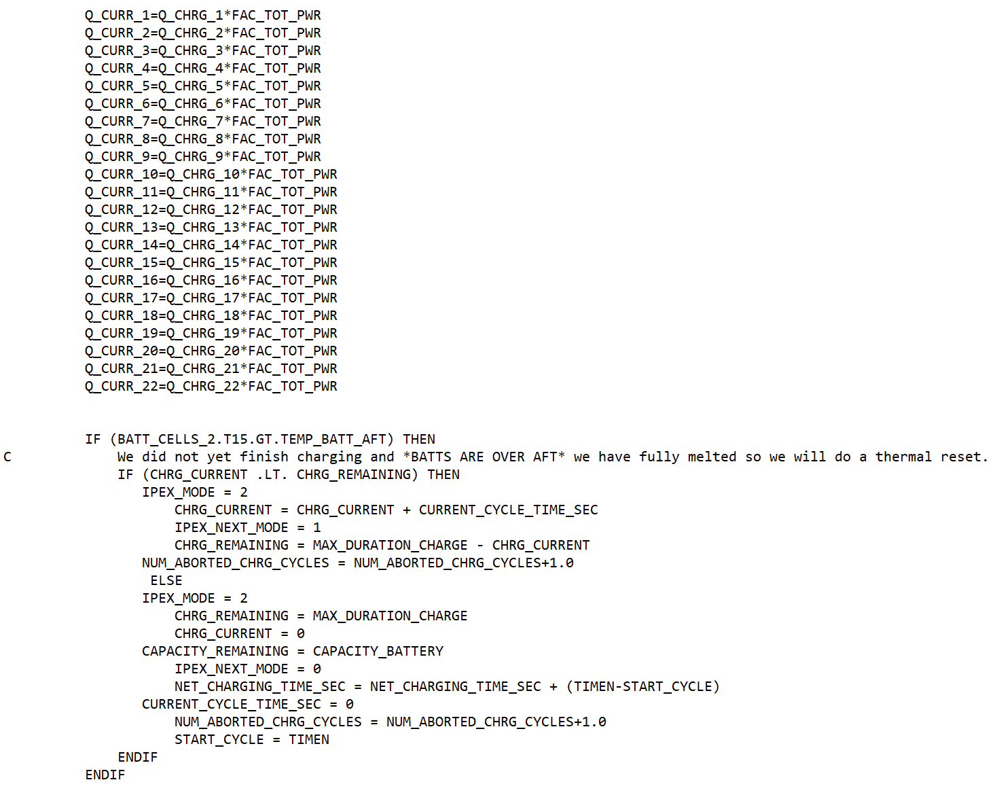 Q_CURR_1=Q_CHRG_1*FAC_TOT_PWR
Q_CURR_2=Q_CHRG_2*FAC_TOT_PWR
Q_CURR_3=Q_CHRG_3*FAC_TOT_PWR
Q_CURR_4=Q_CHRG_4*FAC_TOT_PWR
Q_CURR_5=Q_CHRG_5*FAC_TOT_PWR
Q_CURR_6=Q_CHRG_6*FAC_TOT_PWR
Q_CURR_7=Q_CHRG_7*FAC_TOT_PWR
Q_CURR_8=Q_CHRG_8*FAC_TOT_PWR
Q_CURR_9=Q_CHRG_9*FAC_TOT_PWR
Q_CURR_10=Q_CHRG_10*FAC_TOT_PWR
Q_CURR_11=Q_CHRG_11*FAC_TOT_PWR
Q_CURR_12=Q_CHRG_12*FAC_TOT_PWR
Q_CURR_13=Q_CHRG_13*FAC_TOT_PWR
Q_CURR_14=Q_CHRG_14*FAC_TOT_PWR
Q_CURR_15=Q_CHRG_15*FAC_TOT_PWR
Q_CURR_16=Q_CHRG_16*FAC_TOT_PWR
Q_CURR_17=Q_CHRG_17*FAC_TOT_PWR
Q_CURR_18=Q_CHRG_18*FAC_TOT_PWR
Q_CURR_19=Q_CHRG_19*FAC_TOT_PWR
Q_CURR_20=Q_CHRG_20*FAC_TOT_PWR
Q_CURR_21=Q_CHRG_21*FAC_TOT_PWR
Q_CURR_22=Q_CHRG_22*FAC_TOT_PWR
IF (BATT_CELLS_2.T15.GT.TEMP_BATT_AFT) THEN
C We did not yet finish charging and *BATTS ARE OVER AFT* we have fully melted so we will do a thermal reset.
IF (CHRG_CURRENT .LT. CHRG_REMAINING) THEN
IPEX_MODE = 2
CHRG_CURRENT = CHRG_CURRENT + CURRENT_CYCLE_TIME_SEC
IPEX_NEXT_MODE = 1
CHRG_REMAINING = MAX_DURATION_CHARGE - CHRG_CURRENT
NUM_ABORTED_CHRG_CYCLES = NUM_ABORTED_CHRG_CYCLES+1.0
ELSE
IPEX_MODE = 2
CHRG_REMAINING = MAX_DURATION_CHARGE
CHRG_CURRENT = 0
CAPACITY_REMAINING = CAPACITY_BATTERY
IPEX_NEXT_MODE = 0
NET_CHARGING_TIME_SEC = NET_CHARGING_TIME_SEC + (TIMEN-START_CYCLE)
CURRENT_CYCLE_TIME_SEC = 0
NUM_ABORTED_CHRG_CYCLES = NUM_ABORTED_CHRG_CYCLES+1.0
START_CYCLE = TIMEN
ENDIF
ENDIF